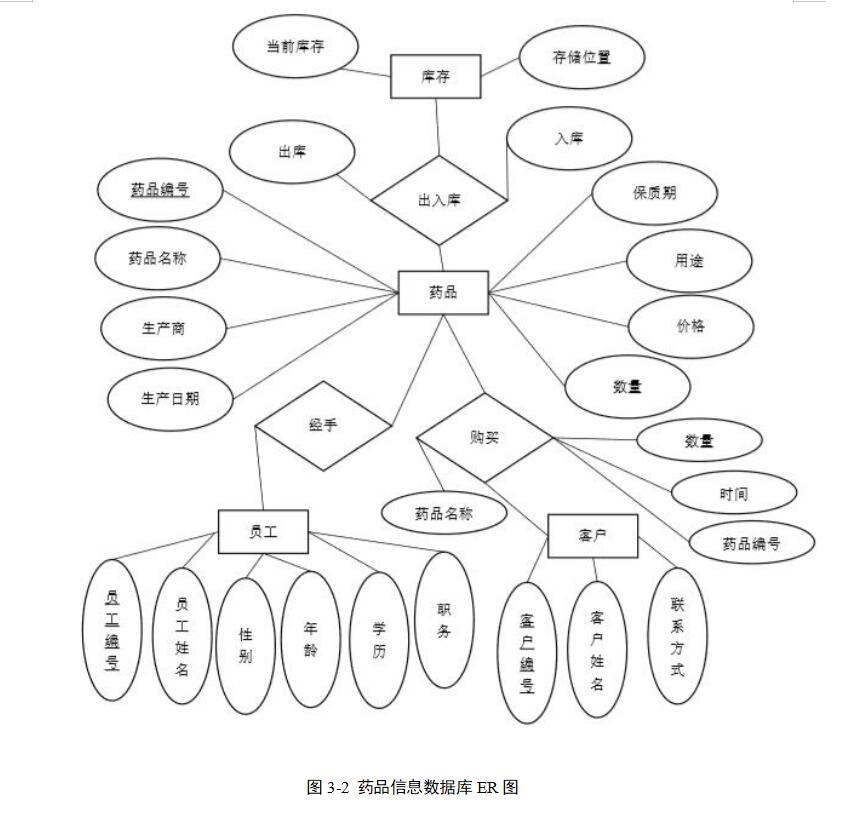 当前库存
库存
存储位置
出库
入库
出入库
药品编号
保质期
药品名称
用途
药品
生产商
价格
生产日期
数量
经手
购买
数量
时间
药品名称
药品编号
员工
客户
员工编号
员工姓名
性别
年龄
学历
职务
客户编号
客户姓名
联系方式
图 3-2 药品信息数据库 ER 图